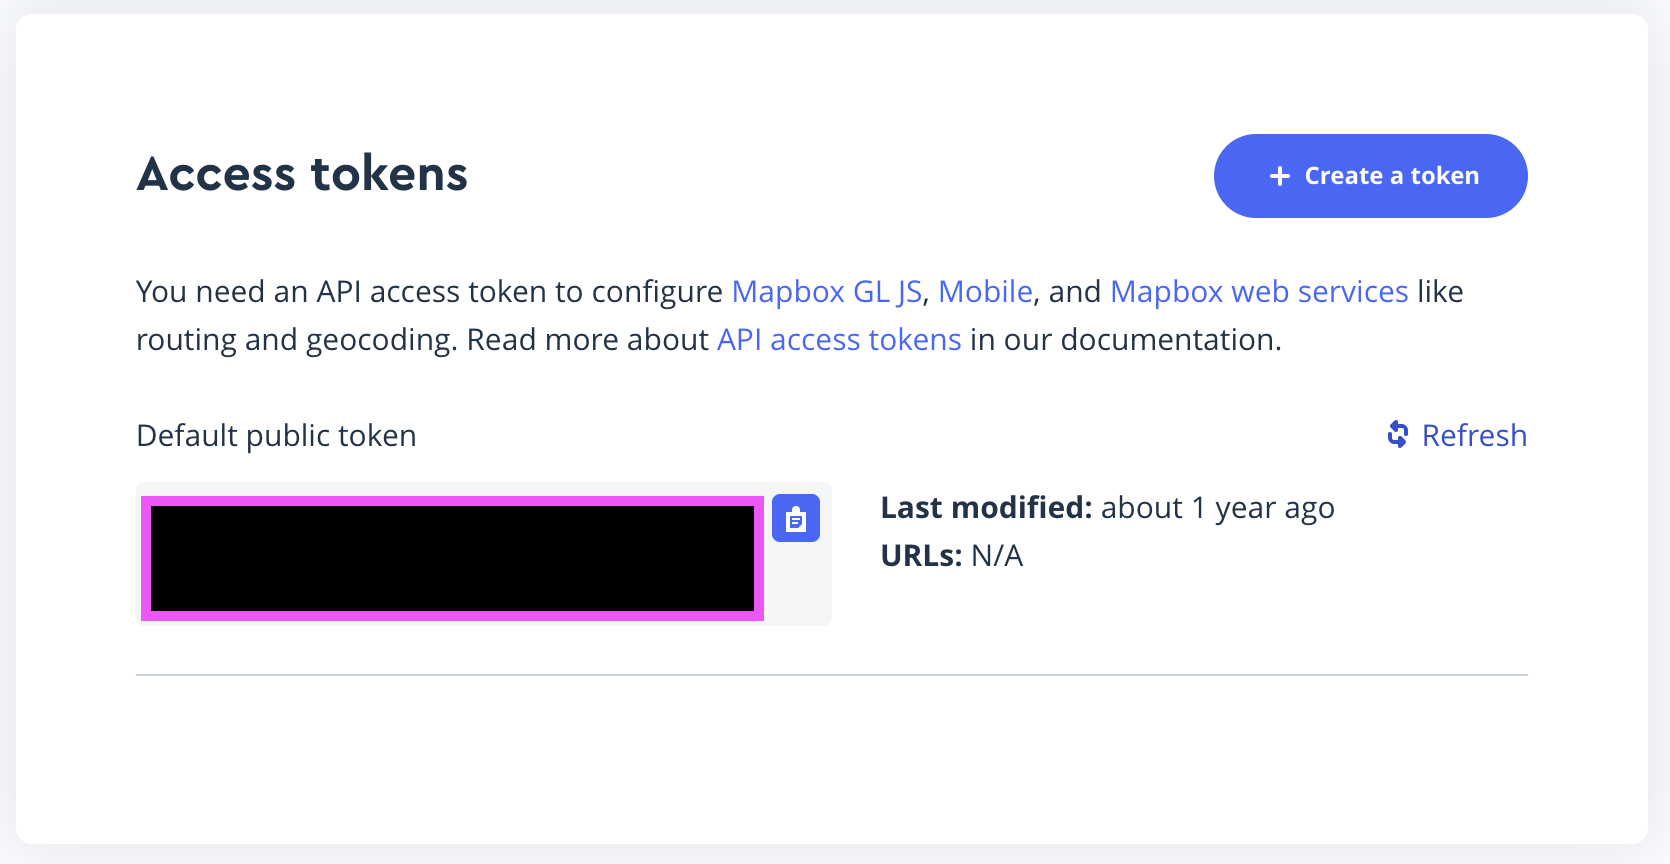 Access tokens
+ Create a token
You need an API access token to configure Mapbox GL JS, Mobile, and Mapbox web services like
routing and geocoding. Read more about API access tokens in our documentation.
Default public token
Refresh
Last modified: about 1 year ago
URLs: N/A